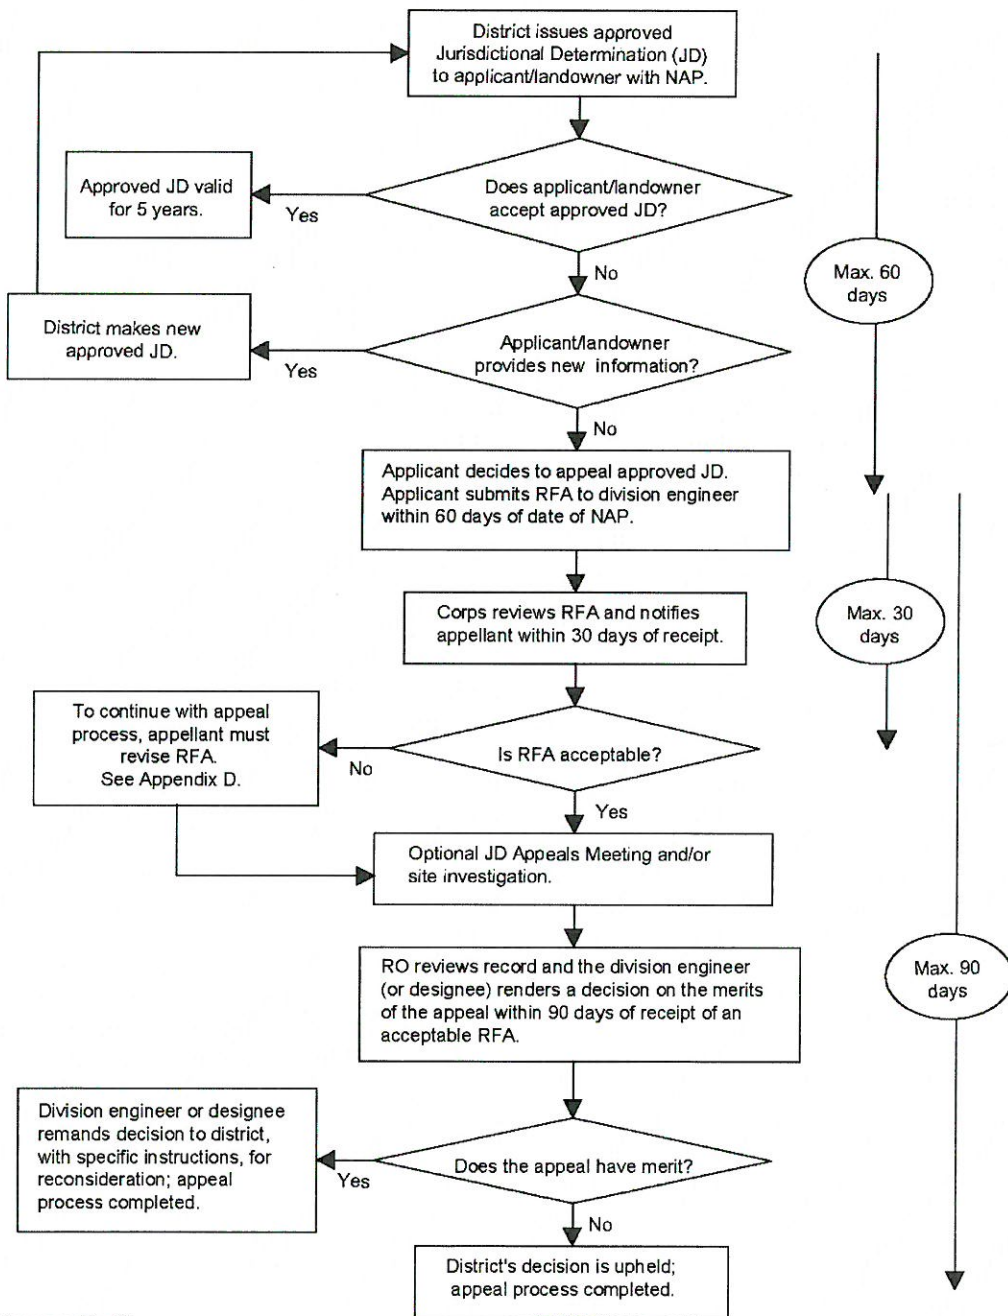 District issues approved
Jurisdictional Determination (JD)
to applicant/landowner with NAP.
Approved JD valid
for 5 years.
Yes
Does applicant/landowner
accept approved JD?
No
Max. 60
days
District makes new
approved JD.
Yes
Applicant/landowner
provides new information?
No
Applicant decides to appeal approved JD.
Applicant submits RFA to division engineer
within 60 days of date of NAP.
Corps reviews RFA and notifies
appellant within 30 days of receipt.
Max. 30
days
To continue with appeal
process, appellant must
revise RFA.
See Appendix D.
No
Is RFA acceptable?
Yes
Optional JD Appeals Meeting and/or
site investigation.
RO reviews record and the division engineer
(or designee) renders a decision on the merits
of the appeal within 90 days of receipt of an
acceptable RFA.
Max. 90
days
Division engineer or designee
remands decision to district,
with specific instructions, for
reconsideration; appeal
process completed.
Yes
Does the appeal have merit?
No
District's decision is upheld;
appeal process completed.